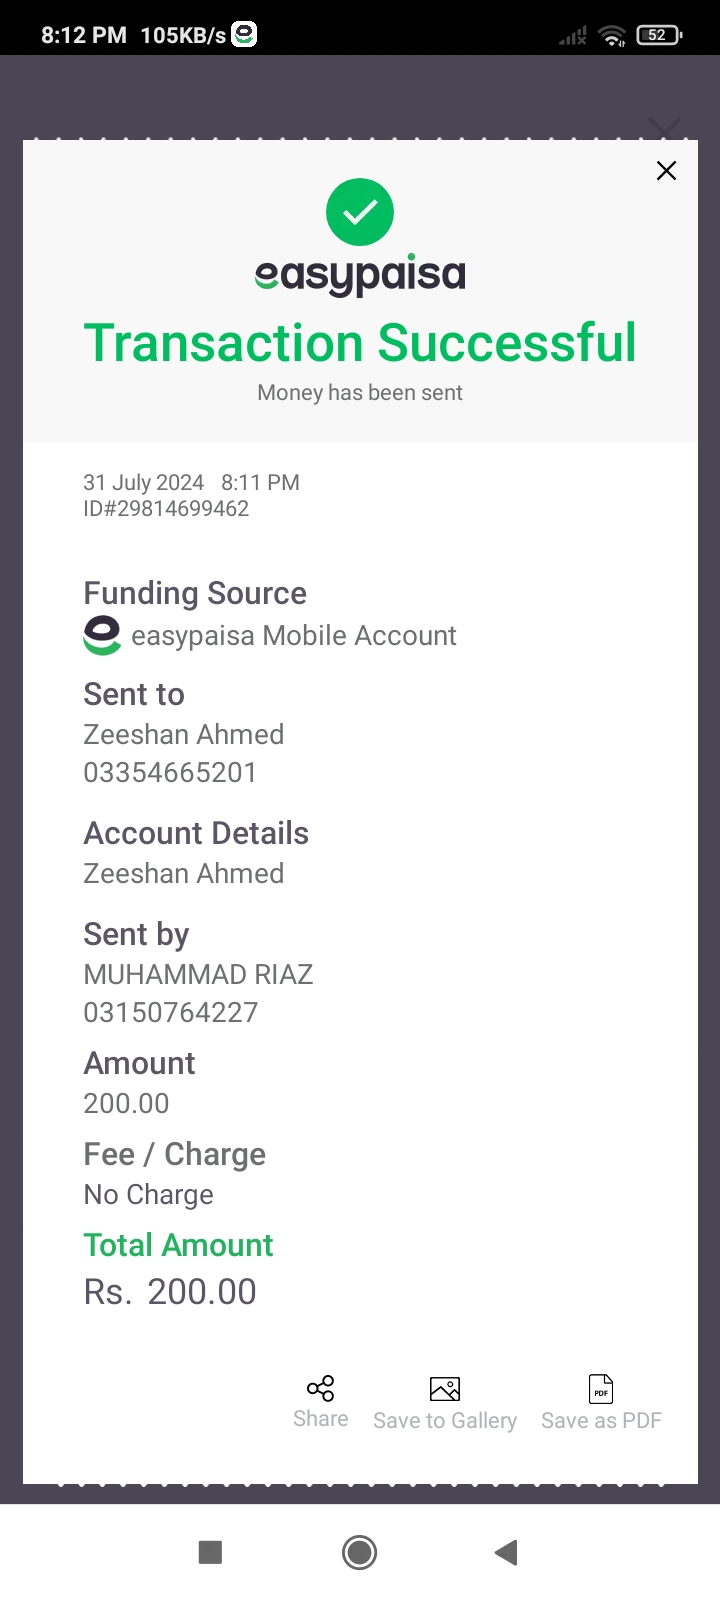 8:12 PM 105KB/s
52
easypaisa
Transaction Successful
Money has been sent
31 July 2024 8:11 PM
ID#29814699462
Funding Source
easypaisa Mobile Account
Sent to
Zeeshan Ahmed
03354665201
Account Details
Zeeshan Ahmed
Sent by
MUHAMMAD RIAZ
03150764227
Amount
200.00
Fee / Charge
No Charge
Total Amount
Rs. 200.00
PDF
Share Save to Gallery Save as PDF